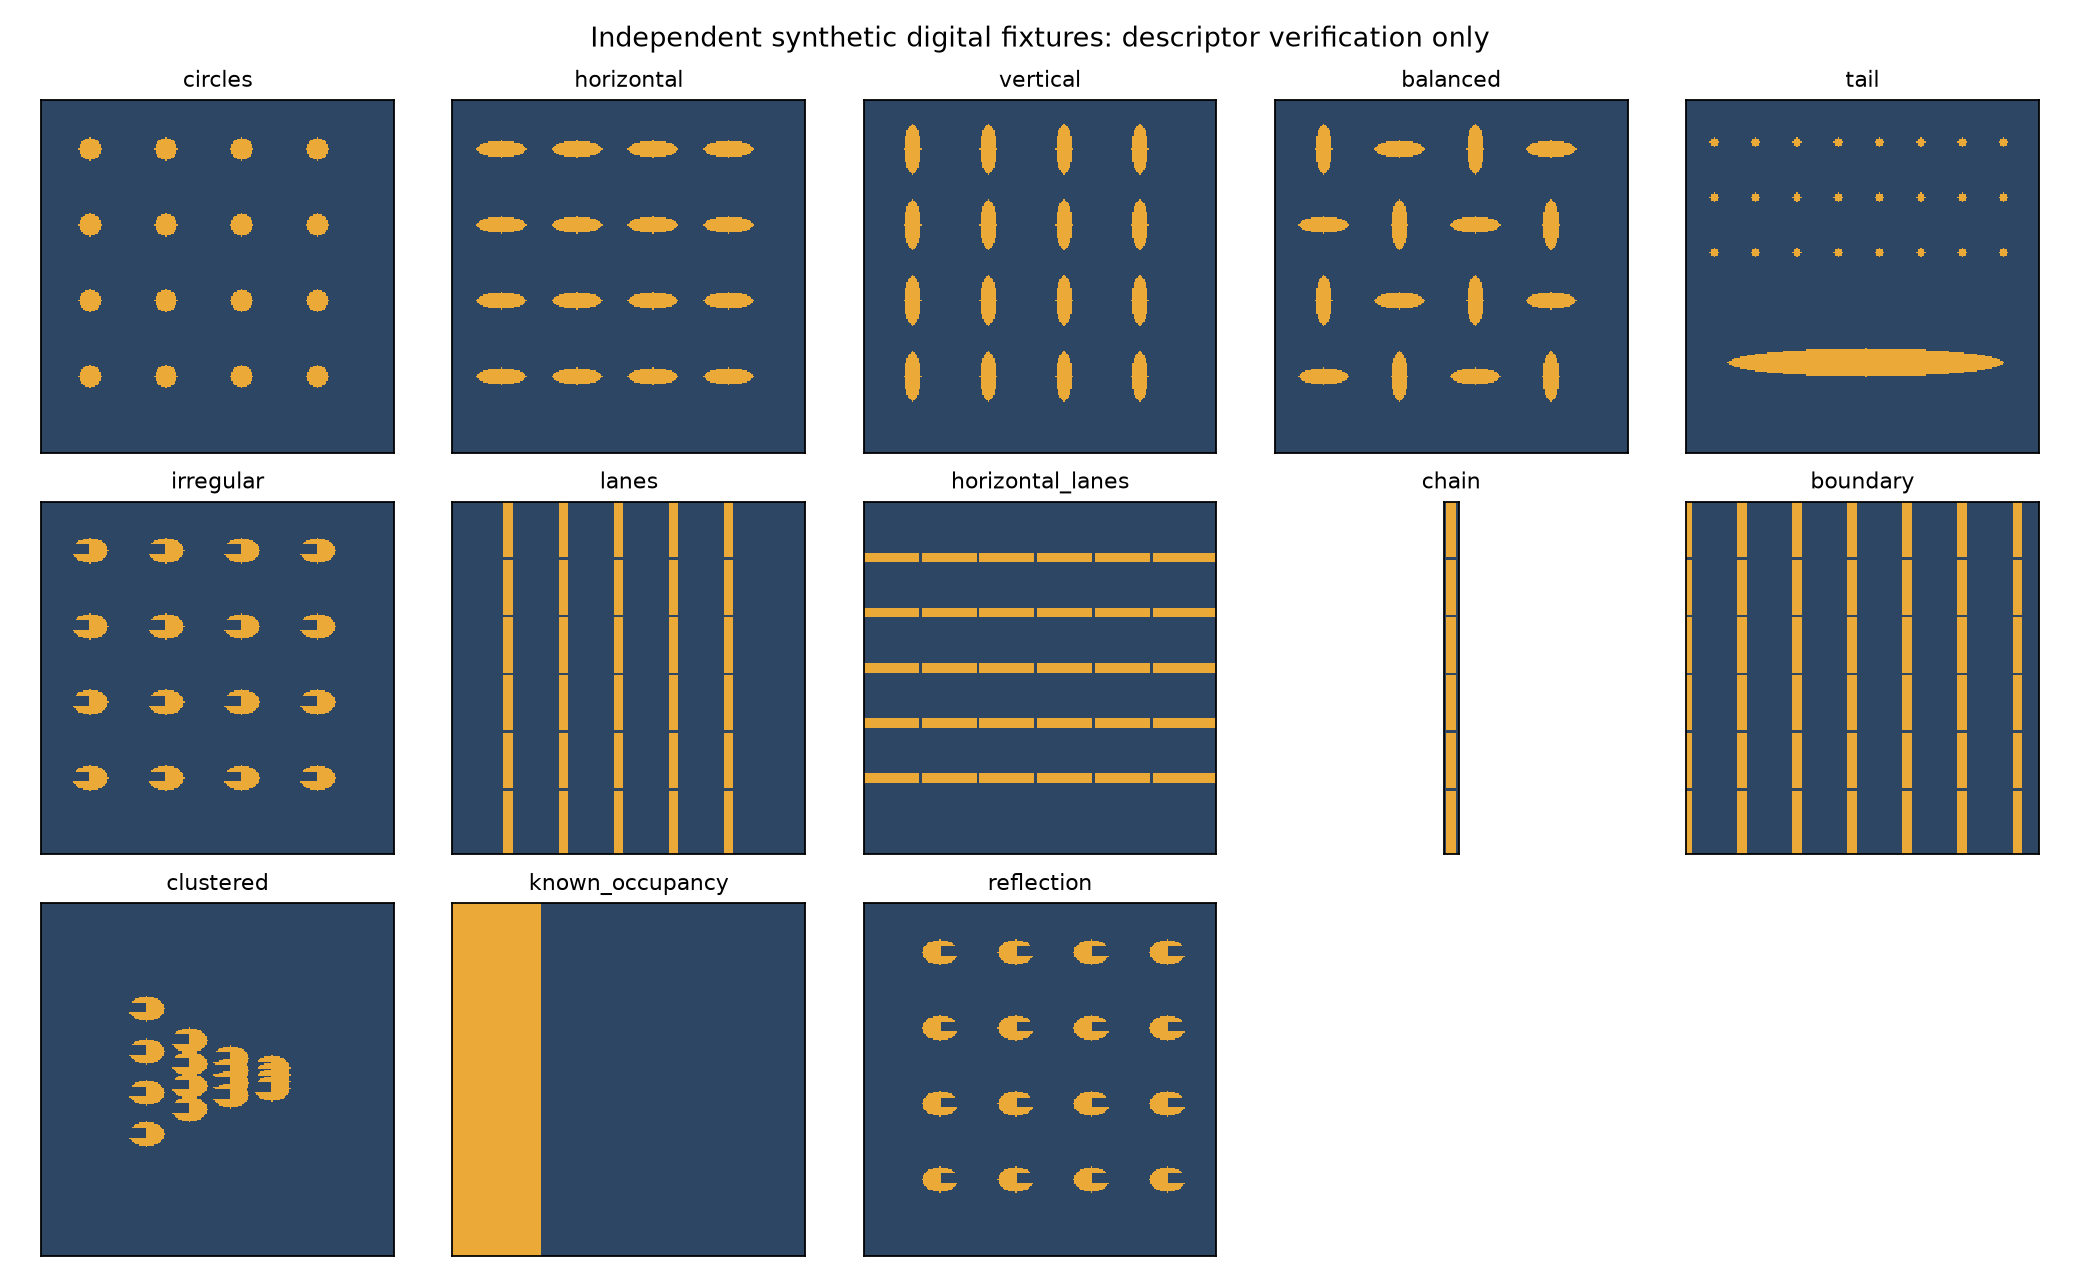 Independent synthetic digital fixtures: descriptor verification only
circles
horizontal
vertical
balanced
tail
irregular
lanes
horizontal_lanes
chain
boundary
clustered
known_occupancy
reflection